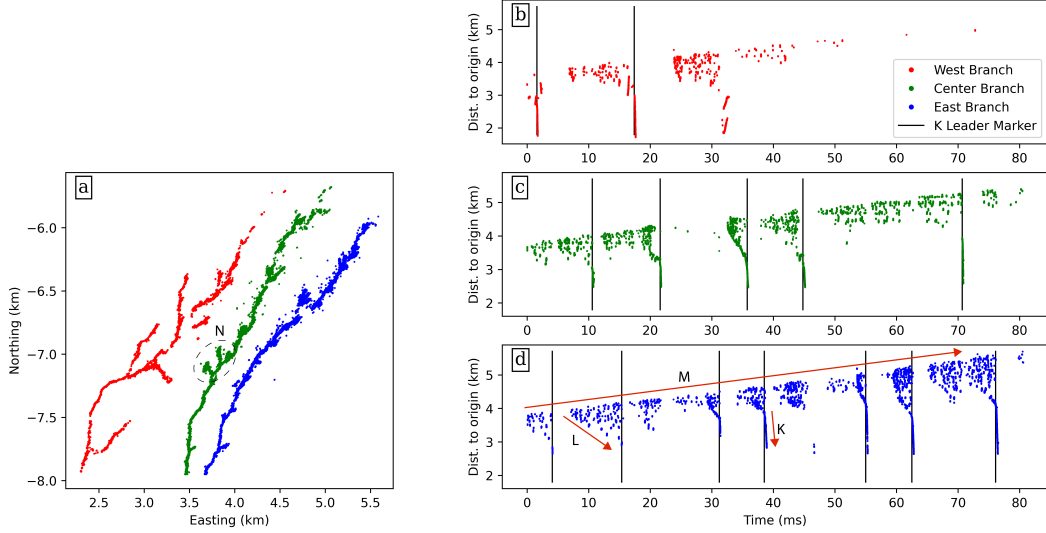 b
Dist. to origin (km)
5
4
3
2
0 10 20 30 40 50 60 70 80
West Branch
Center Branch
East Branch
K Leader Marker
a
N
Northing (km)
−6.0
−6.5
−7.0
−7.5
−8.0
2.5 3.0 3.5 4.0 4.5 5.0 5.5
Easting (km)
c
Dist. to origin (km)
5
4
3
2
0 10 20 30 40 50 60 70 80
d
M
L
K
Dist. to origin (km)
5
4
3
2
0 10 20 30 40 50 60 70 80
Time (ms)